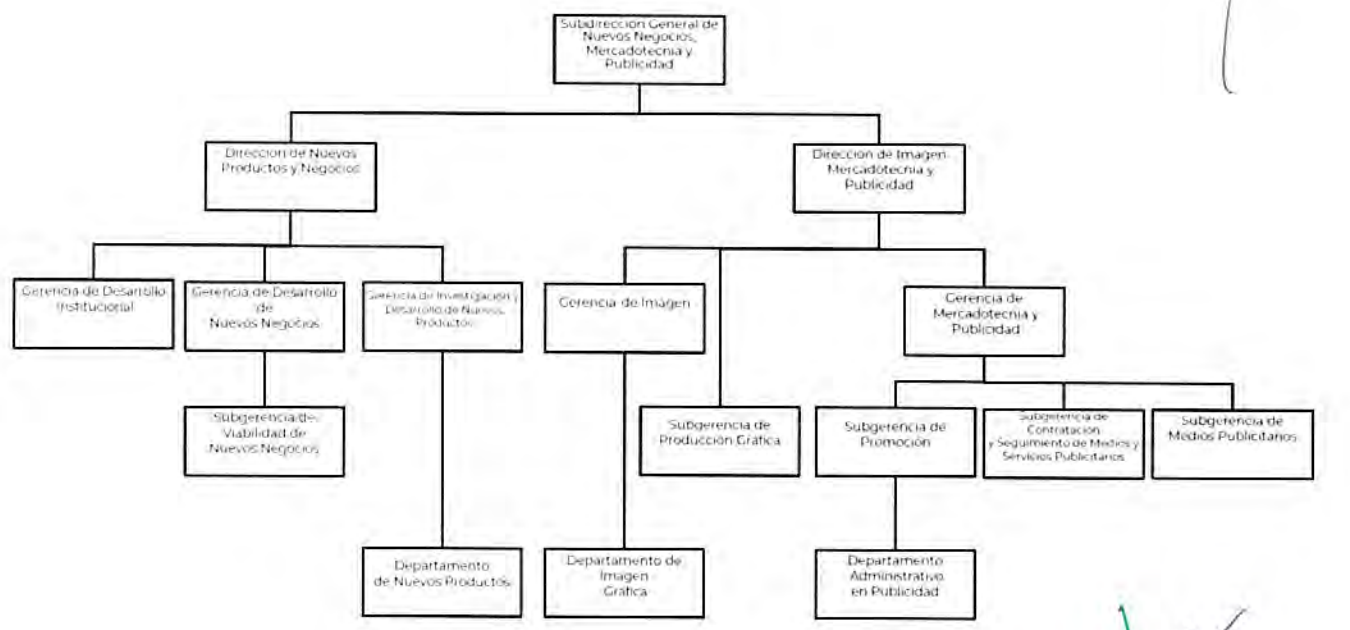 Subdirección General de
Nuevos Negocios,
Mercadotecnia y
Publicidad
Dirección de Nuevos
Productos y Negocios
Dirección de Imagen
Mercadotecnia y
Publicidad
Gerencia de Desarrollo
Institucional
Gerencia de Desarrollo
de
Nuevos Negocios
Gerencia de Investigación y
Desarrollo de Nuevos
Productos
Gerencia de Imagen
Gerencia de
Mercadotecnia y
Publicidad
Subgerencia de
Viabilidad de
Nuevos Negocios
Subgerencia de
Producción Gráfica
Subgerencia de
Promoción
Subgerencia de
Contratación
y Seguimiento de Medios y
Servicios Publicitarios
Subgerencia de
Medios Publicitarios
Departamento
de Nuevos Productos
Departamento de
Imagen
Gráfica
Departamento
Administrativo
en Publicidad